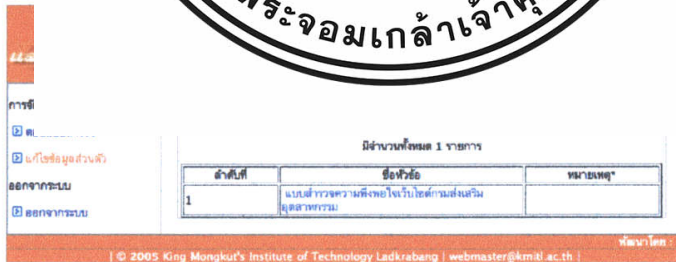 ระจอมเกล้าเจ้าคุ
แส
การจั
แก้ไขข้อมูลส่วนตัว
ออกจากระบบ
ออกจากระบบ
มีจำนวนทั้งหมด 1 รายการ
ลำดับที่ ชื่อหัวข้อ หมายเหตุ*
1 แบบสำรวจความพึงพอใจเว็บไซต์กรมส่งเสริม
อุตสาหกรรม
พัฒนาโดย :
| © 2005 King Mongkut's Institute of Technology Ladkrabang | webmaster@kmitl.ac.th |